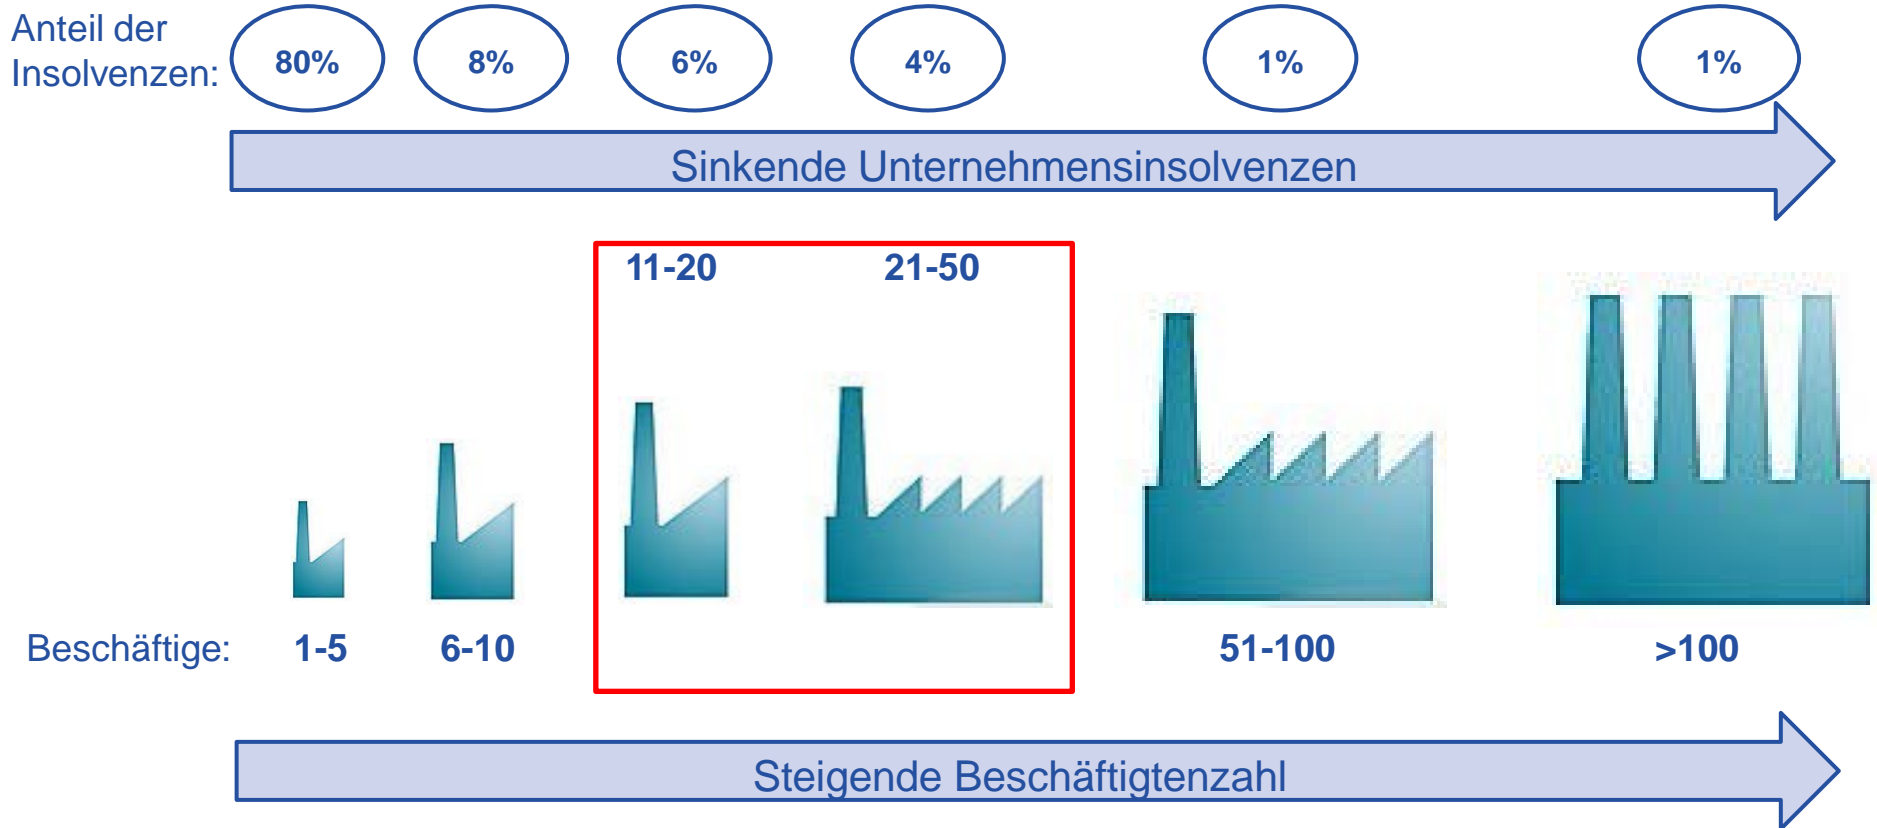 Anteil der
Insolvenzen:
80% 8% 6% 4% 1% 1%
Sinkende Unternehmensinsolvenzen
11-20 21-50
Beschäftige: 1-5 6-10 51-100 >100
Steigende Beschäftigtenzahl